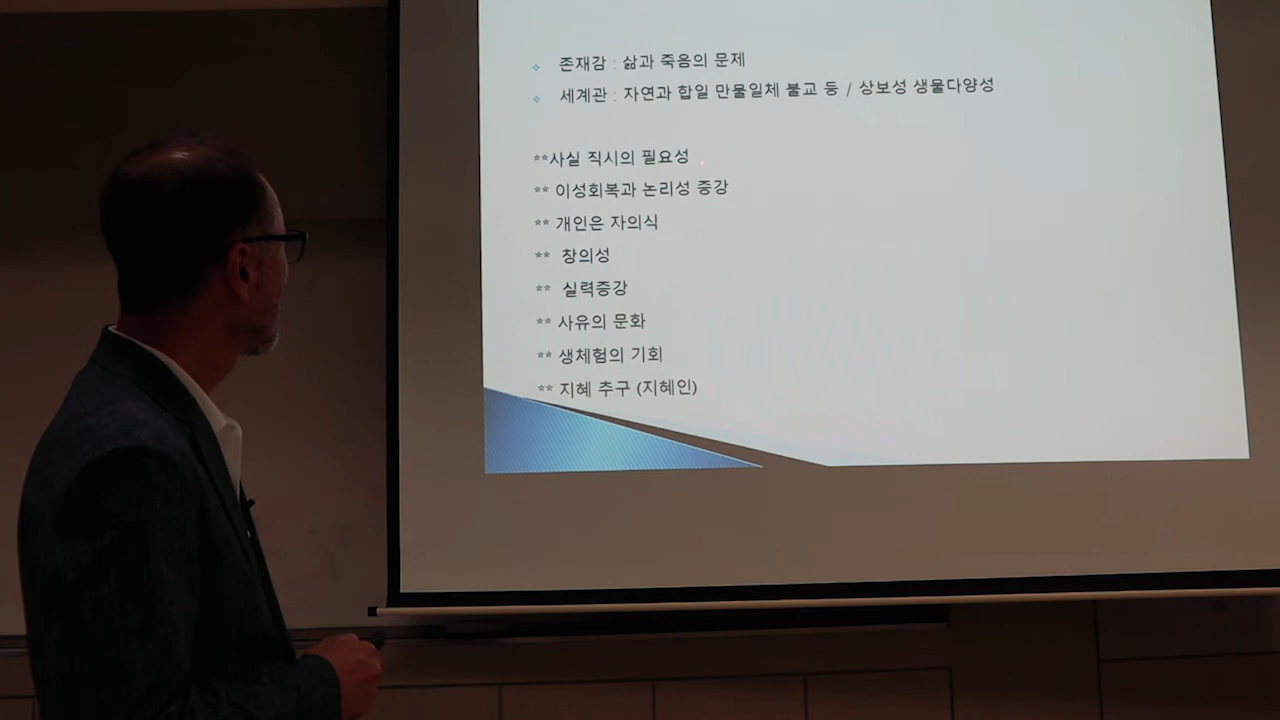 ❖ 존재감 : 삶과 죽음의 문제
❖ 세계관 : 자연과 합일 만물일체 불교 등 / 상보성 생물다양성
**사실 직시의 필요성
** 이성회복과 논리성 증강
** 개인은 자의식
** 창의성
** 실력증강
** 사유의 문화
** 생체험의 기회
** 지혜 추구 (지혜인)